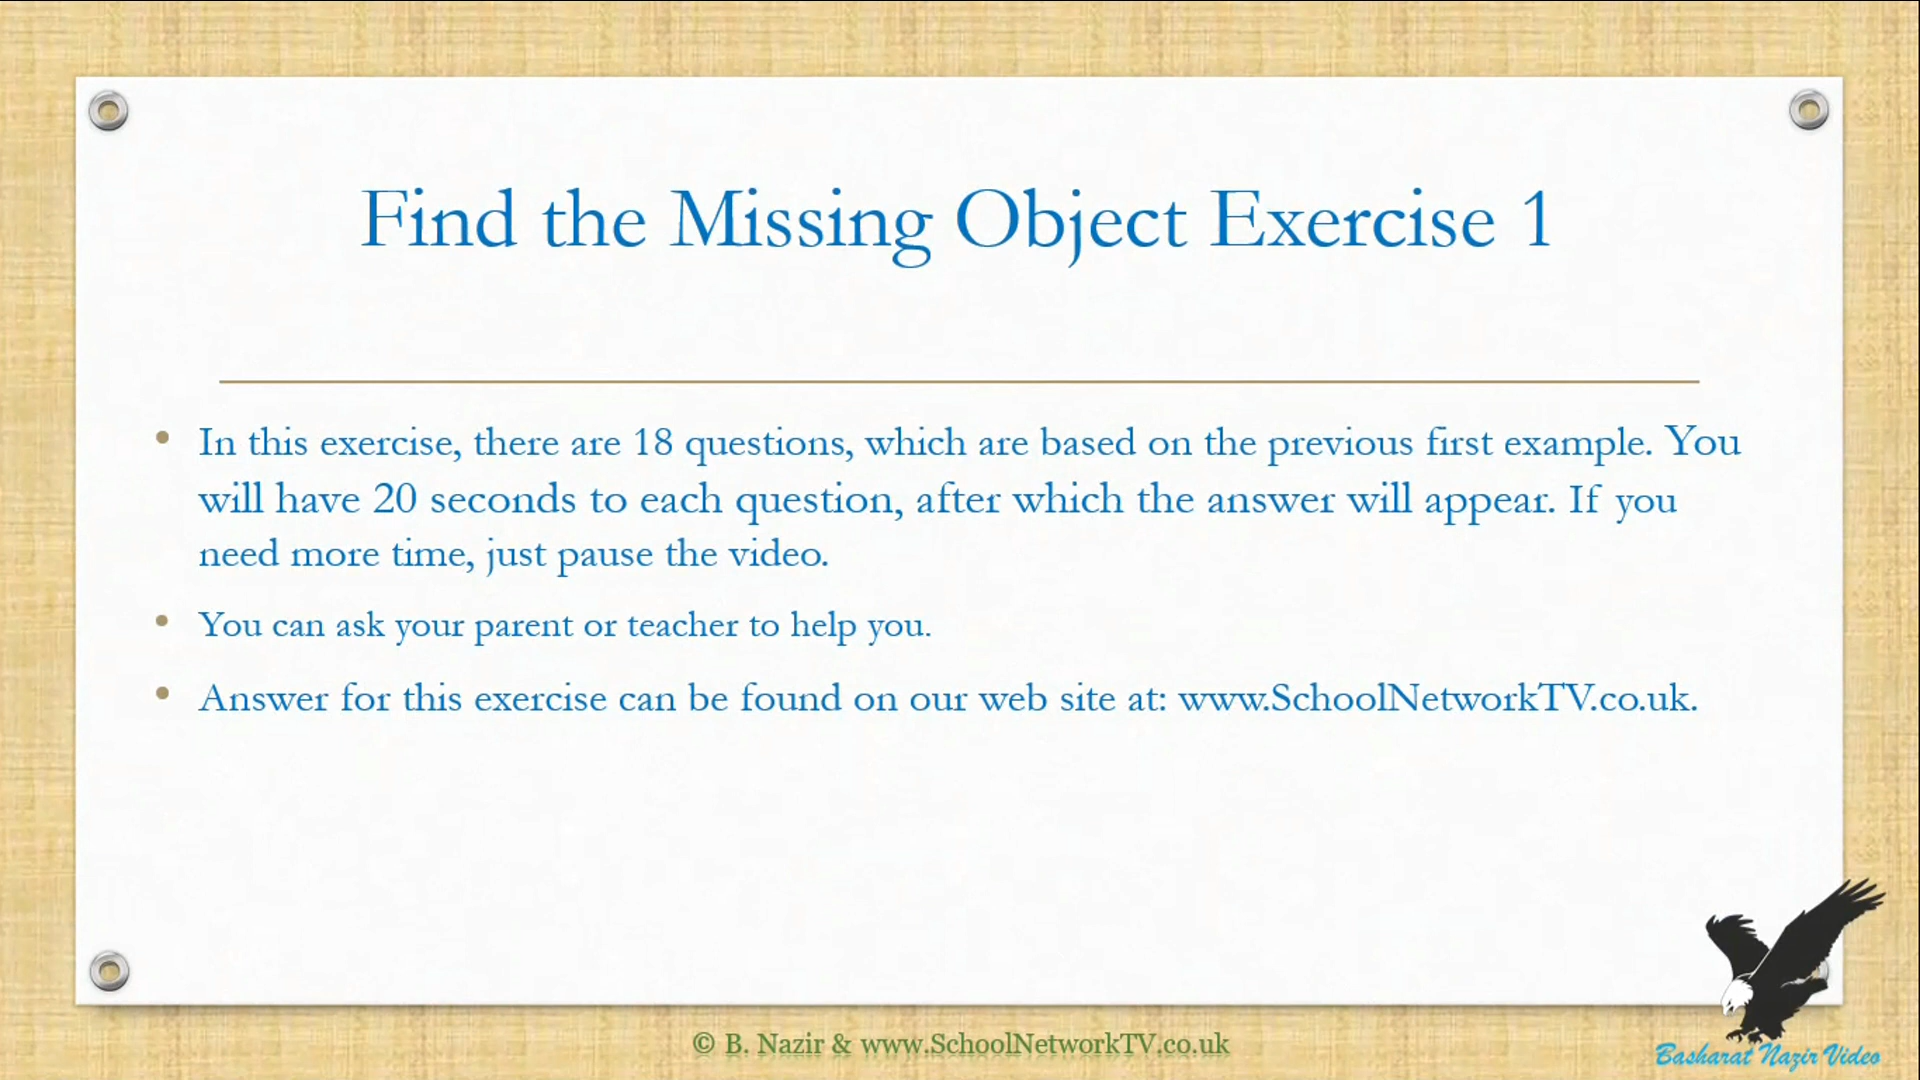 Find the Missing Object Exercise 1
• In this exercise, there are 18 questions, which are based on the previous first example. You
will have 20 seconds to each question, after which the answer will appear. If you
need more time, just pause the video.
• You can ask your parent or teacher to help you.
• Answer for this exercise can be found on our web site at: www.SchoolNetworkTV.co.uk.
© B. Nazir & www.SchoolNetworkTV.co.uk
Basharat Nazir Video